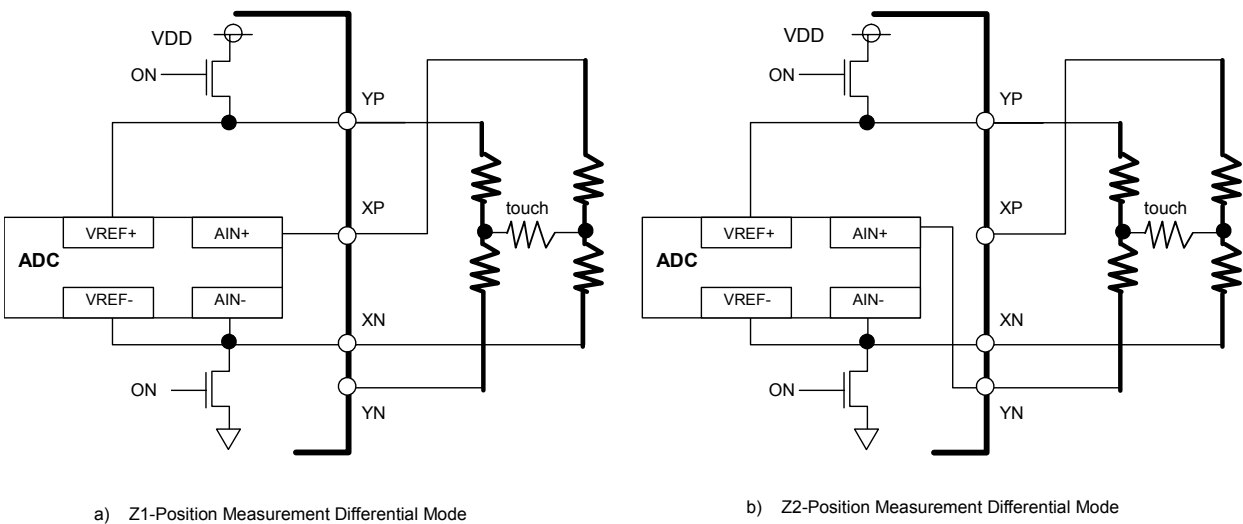 VDD
ON
YP
XP
touch
VREF+
AIN+
ADC
VREF-
AIN-
XN
ON
YN
a) Z1-Position Measurement Differential Mode
VDD
ON
YP
XP
touch
VREF+
AIN+
ADC
VREF-
AIN-
XN
ON
YN
b) Z2-Position Measurement Differential Mode